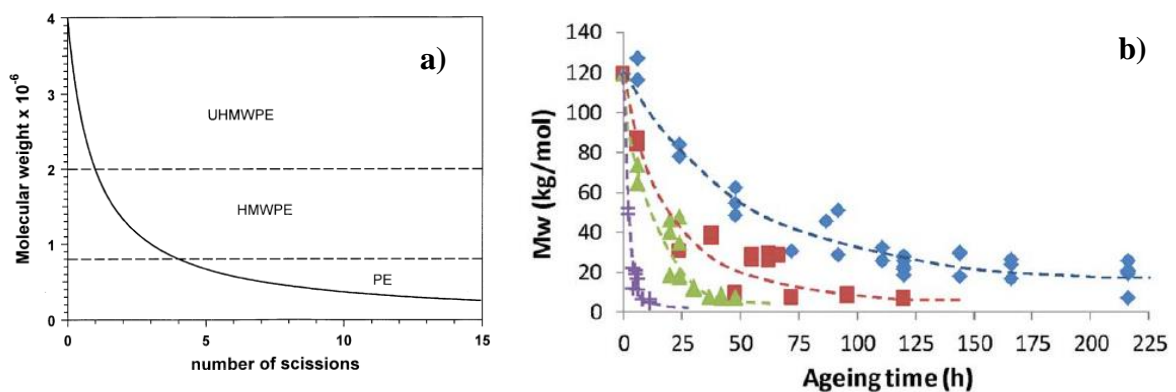 a)
Molecular weight x 10⁻⁶
4
3
2
1
0
UHMWPE
HMWPE
PE
0 5 10 15
number of scissions
b)
Mw (kg/mol)
140
120
100
80
60
40
20
0
0 25 50 75 100 125 150 175 200 225
Ageing time (h)